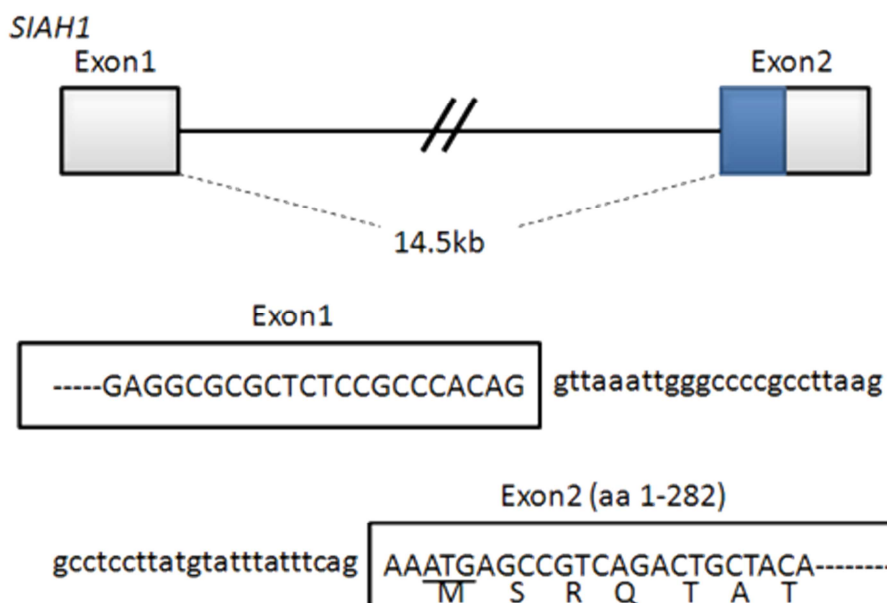 SIAH1
Exon1 Exon2
14.5kb
Exon1
-----GAGGCGCGCTCTCCGCCCACAG gttaaattgggccccgccttaag
Exon2 (aa 1-282)
gcctccttatgtatttatttcag AAATGAGCCGTCAGACTGCTACA--------
M S R Q T A T